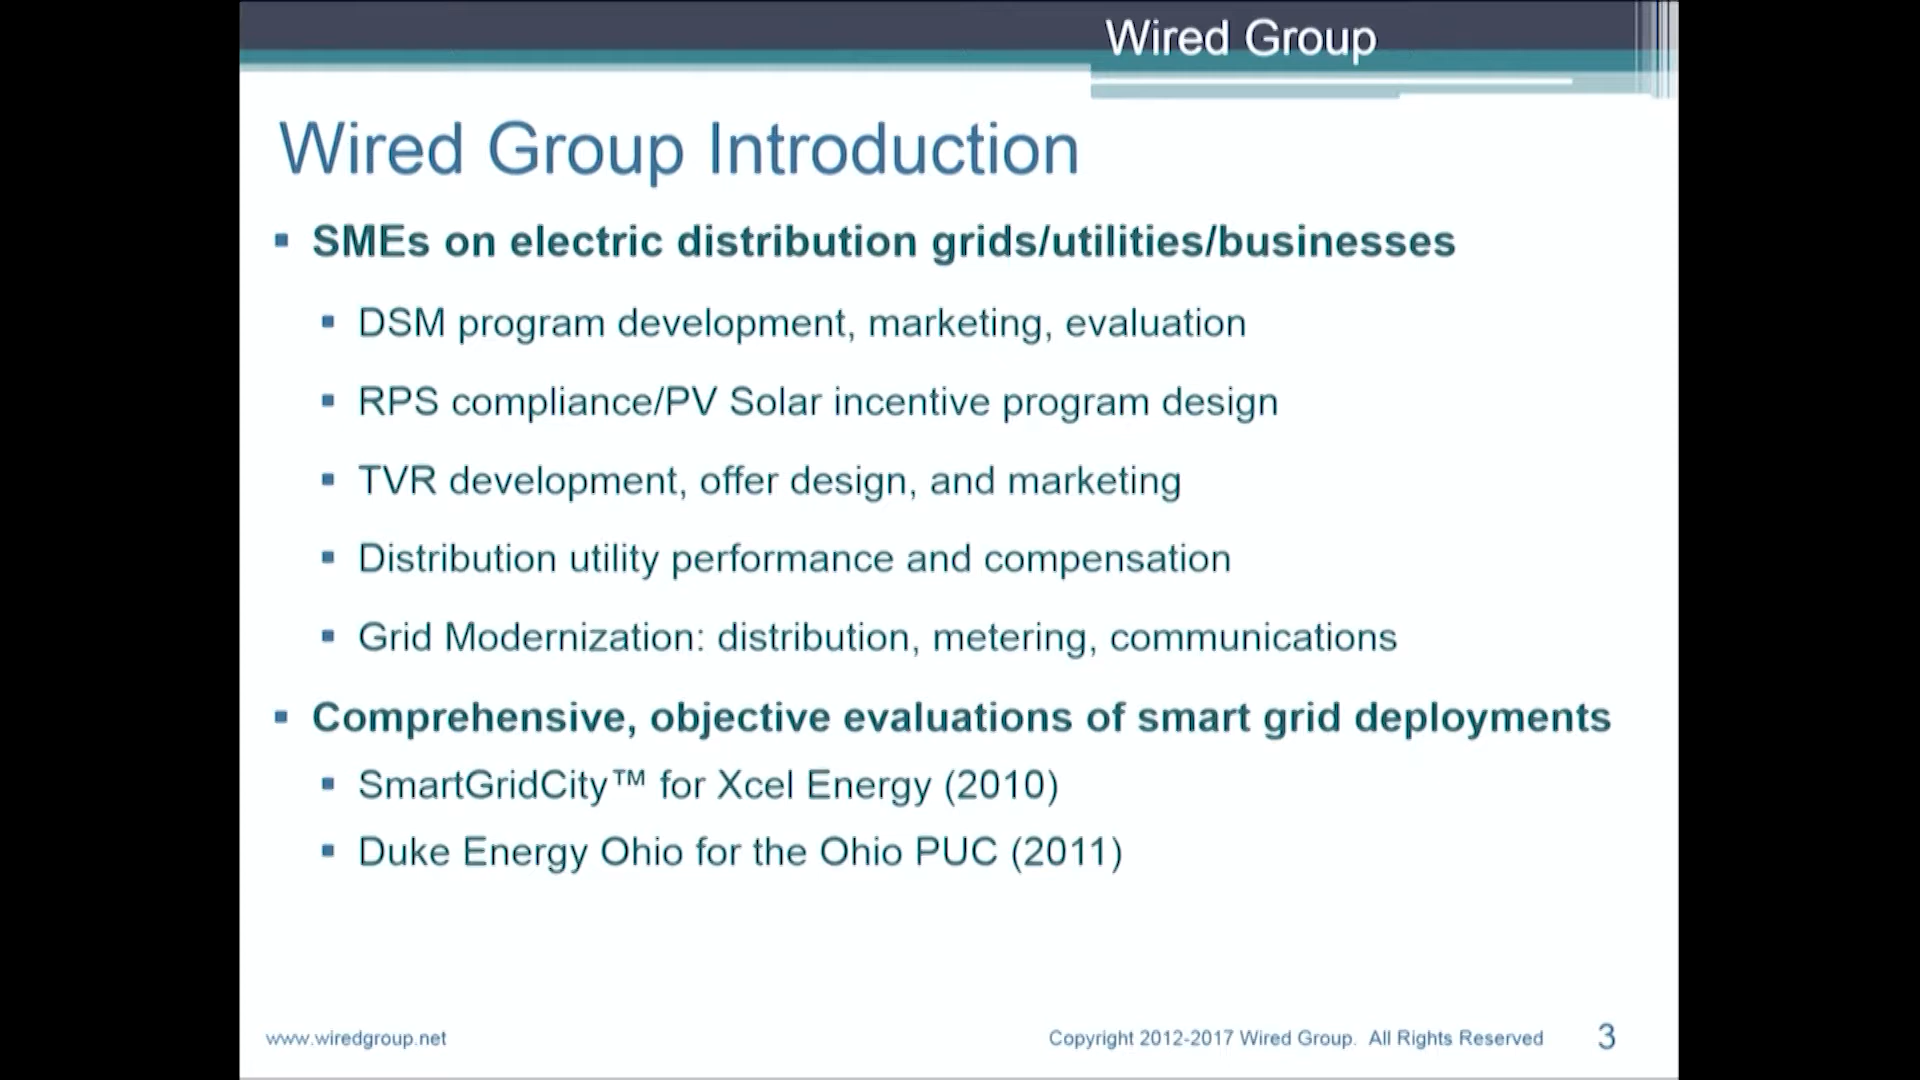 Wired Group
Wired Group Introduction
▪ SMEs on electric distribution grids/utilities/businesses
▪ DSM program development, marketing, evaluation
▪ RPS compliance/PV Solar incentive program design
▪ TVR development, offer design, and marketing
▪ Distribution utility performance and compensation
▪ Grid Modernization: distribution, metering, communications
▪ Comprehensive, objective evaluations of smart grid deployments
▪ SmartGridCity™ for Xcel Energy (2010)
▪ Duke Energy Ohio for the Ohio PUC (2011)
www.wiredgroup.net Copyright 2012-2017 Wired Group. All Rights Reserved 3